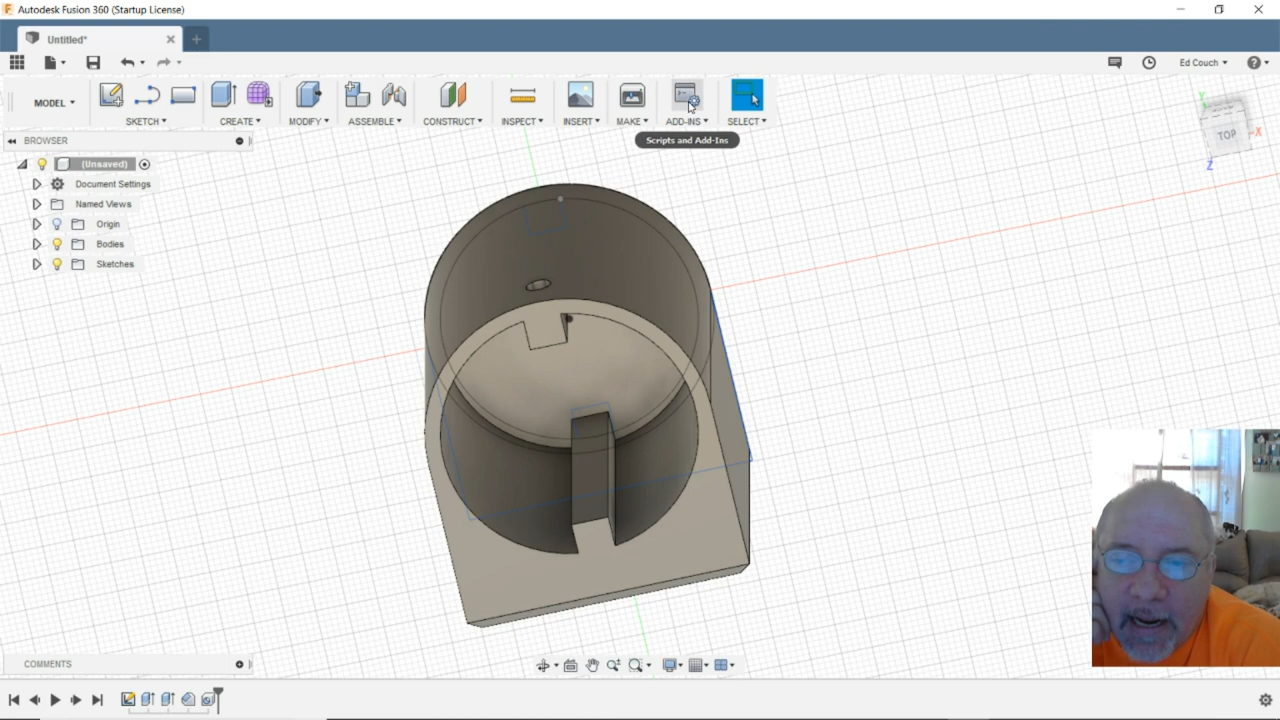 Autodesk Fusion 360 (Startup License)
Untitled*
Ed Couch
MODEL
SKETCH
CREATE
MODIFY
ASSEMBLE
CONSTRUCT
INSPECT
INSERT
MAKE
ADD-INS
SELECT
BROWSER
Scripts and Add-Ins
(Unsaved)
Document Settings
Named Views
Origin
Bodies
Sketches
Y
TOP
X
Z
COMMENTS